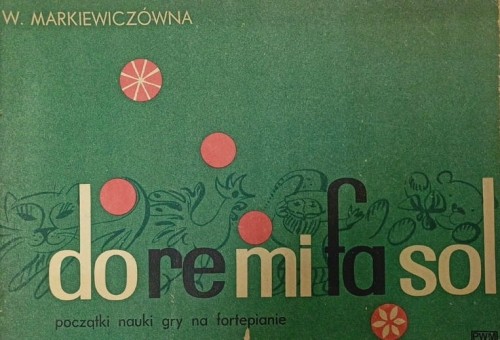 W. MARKIEWICZÓWNA
do re mi fa sol
początki nauki gry na fortepianie
PWM